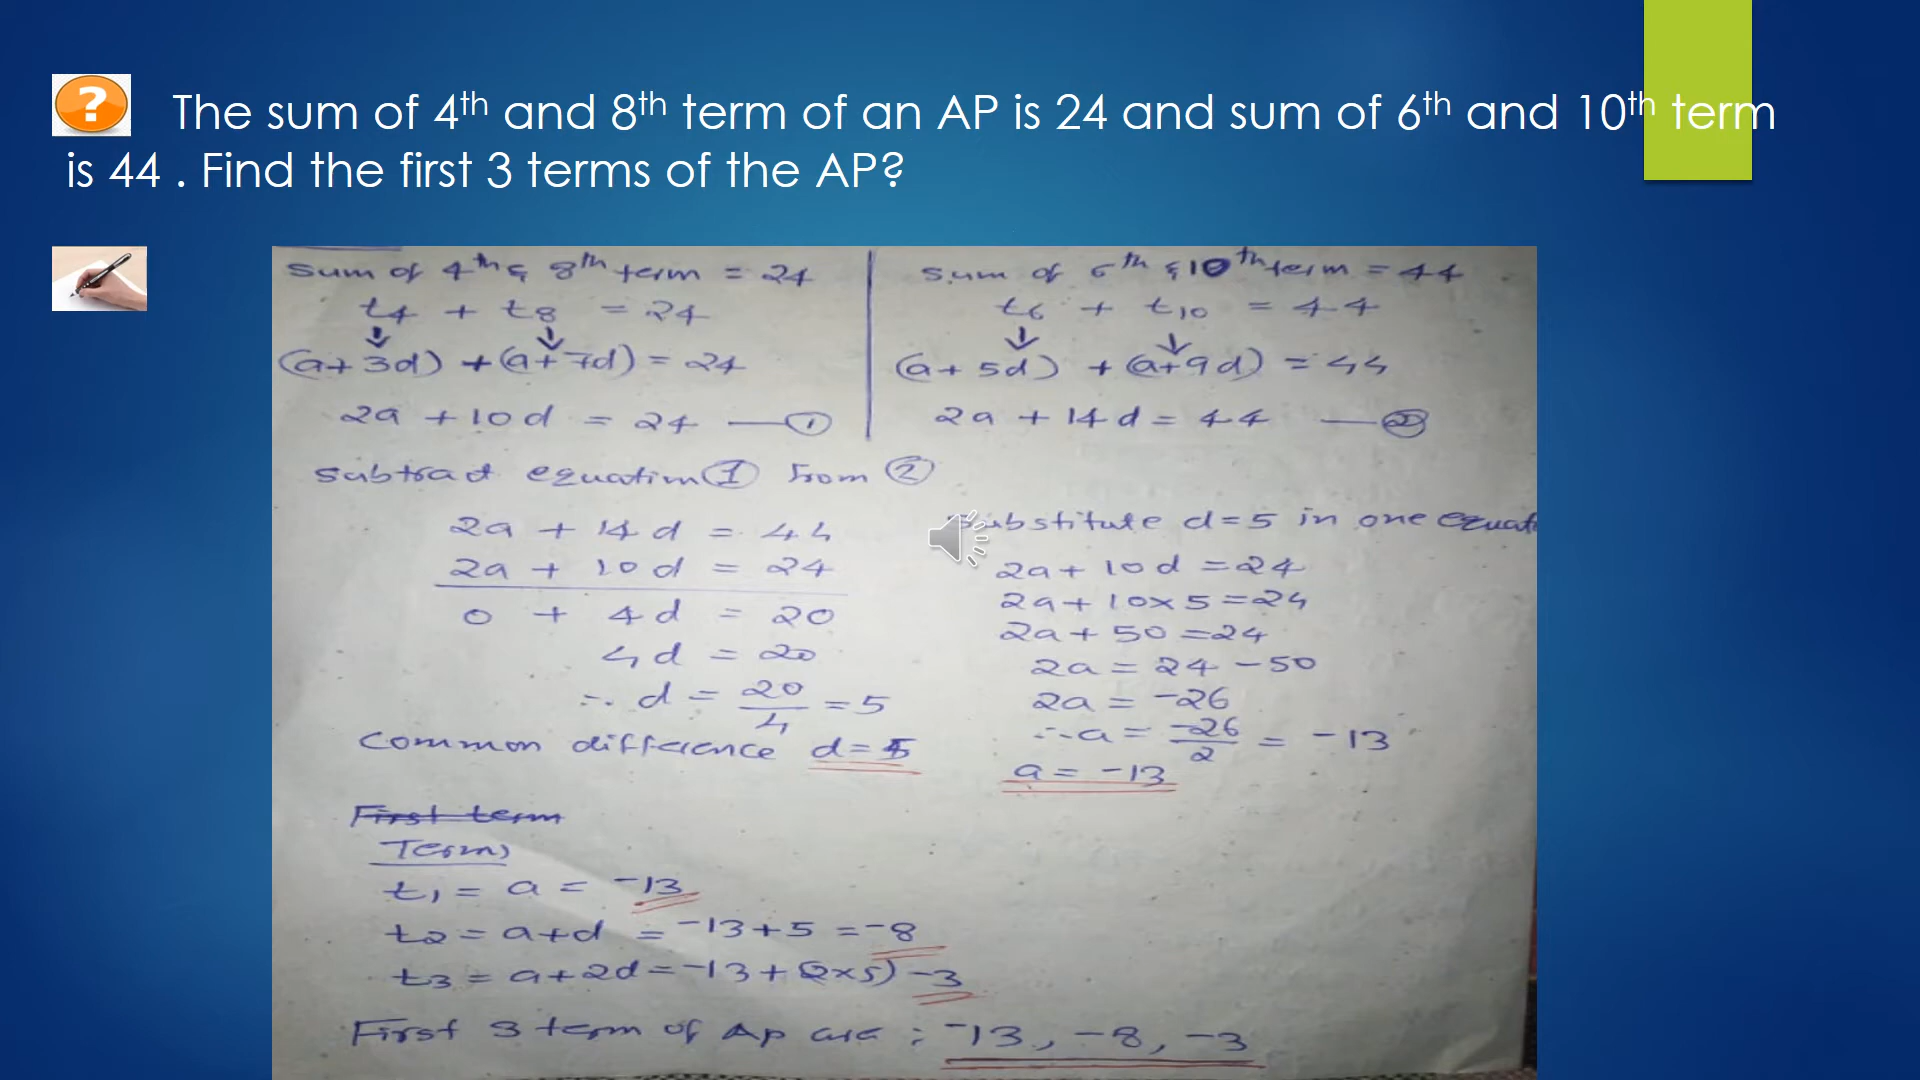 ? The sum of 4th and 8th term of an AP is 24 and sum of 6th and 10th term
is 44 . Find the first 3 terms of the AP?
Sum of 4th & 8th term = 24
t4 + t8 = 24
(a+3d) + (a+7d) = 24
2a + 10d = 24 —①
Sum of 6th & 10th term = 44
t6 + t10 = 44
(a+5d) + (a+9d) = 44
2a + 14d = 44 —②
Subtract equation ① from ②
2a + 14d = 44
2a + 10d = 24
0 + 4d = 20
4d = 20
∴ d = 20/4 = 5
Common difference d=5
Substitute d=5 in one equati
2a+ 10d =24
2a+ 10×5=24
2a+ 50 =24
2a = 24 -50
2a = -26
∴a = -26/2 = -13
a= -13
First term
Terms
t1= a = -13
t2= a+d = -13+5 =-8
t3= a+2d=-13+(2×5) -3
First 3 term of Ap are : -13, -8, -3